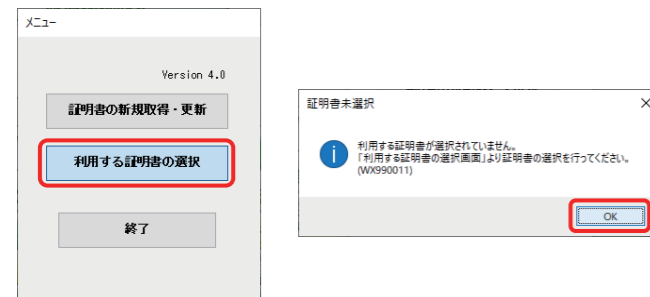 メニュー
Version 4.0
証明書の新規取得・更新
利用する証明書の選択
終了
証明書未選択
利用する証明書が選択されていません。
「利用する証明書の選択画面」より証明書の選択を行ってください。
(WX990011)
OK